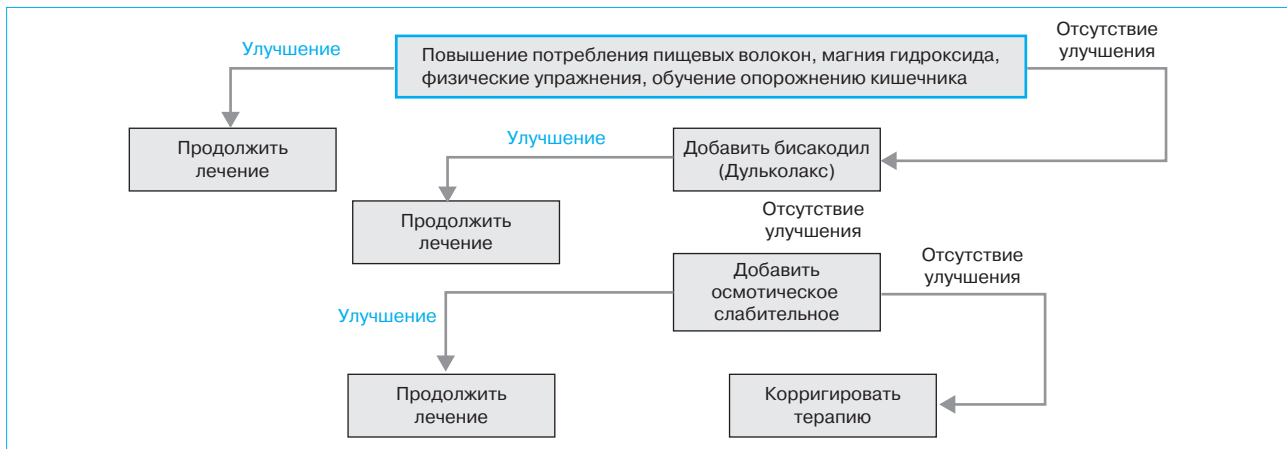 Улучшение
Повышение потребления пищевых волокон, магния гидроксида,
физические упражнения, обучение опорожнению кишечника
Отсутствие
улучшения
Продолжить
лечение
Улучшение
Добавить бисакодил
(Дульколакс)
Продолжить
лечение
Отсутствие
улучшения
Добавить
осмотическое
слабительное
Отсутствие
улучшения
Улучшение
Продолжить
лечение
Корригировать
терапию